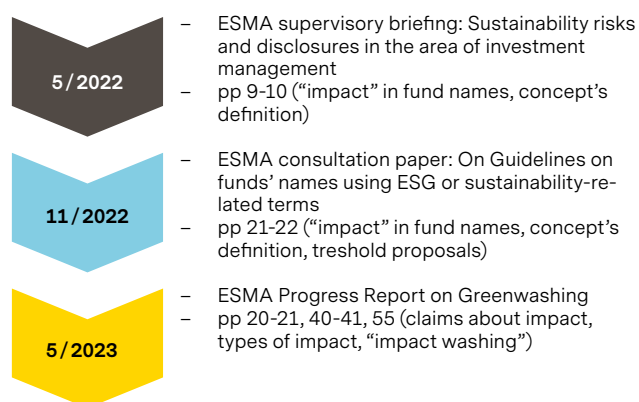 5/2022
– ESMA supervisory briefing: Sustainability risks
and disclosures in the area of investment
management
– pp 9-10 (“impact” in fund names, concept’s
definition)
11/2022
– ESMA consultation paper: On Guidelines on
funds’ names using ESG or sustainability-re-
lated terms
– pp 21-22 (“impact” in fund names, concept’s
definition, treshold proposals)
5/2023
– ESMA Progress Report on Greenwashing
– pp 20-21, 40-41, 55 (claims about impact,
types of impact, “impact washing”)